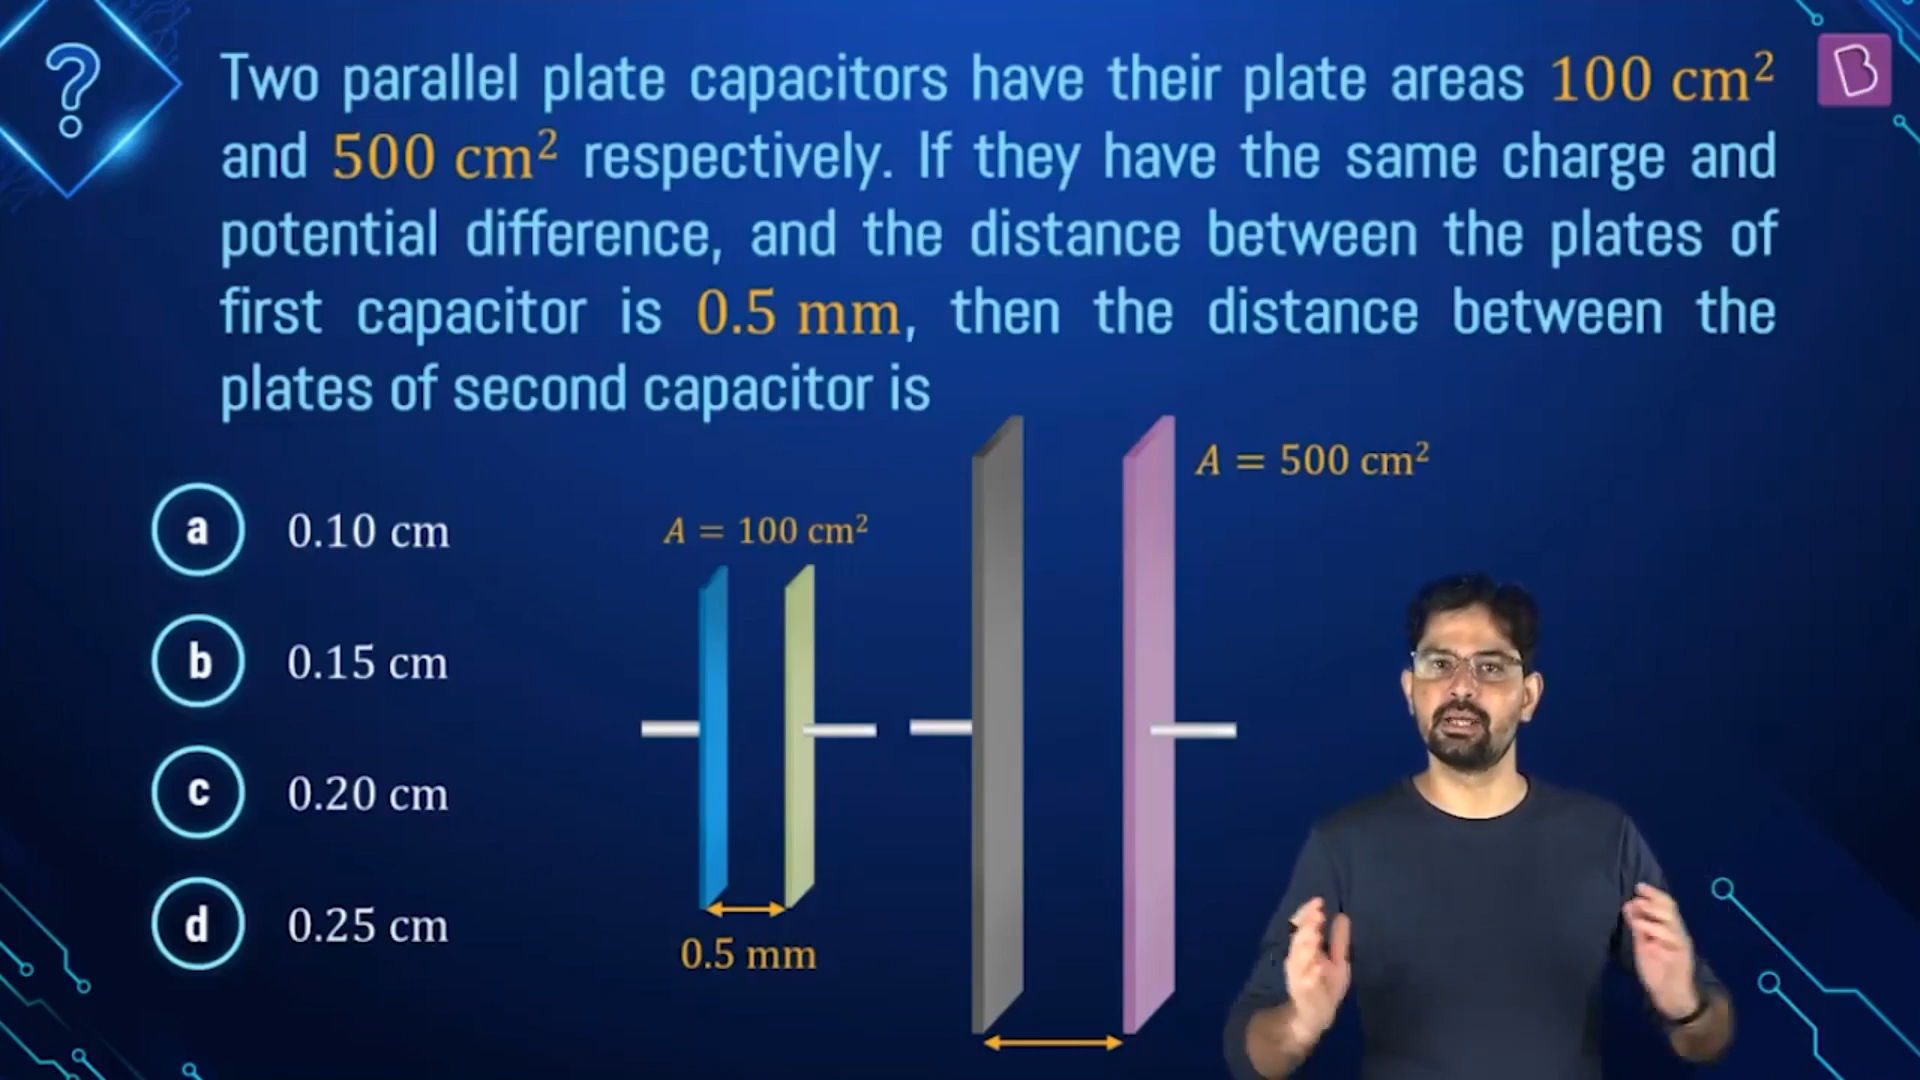 ?
Two parallel plate capacitors have their plate areas 100 cm²
and 500 cm² respectively. If they have the same charge and
potential difference, and the distance between the plates of
first capacitor is 0.5 mm, then the distance between the
plates of second capacitor is
B
a 0.10 cm
b 0.15 cm
c 0.20 cm
d 0.25 cm
A = 100 cm²
0.5 mm
A = 500 cm²